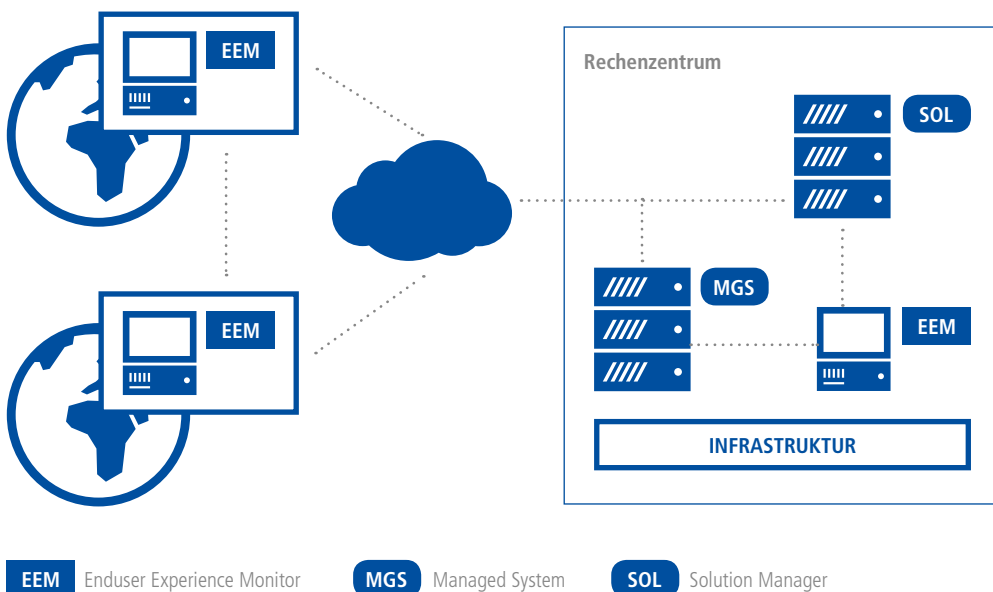 EEM
Rechenzentrum
SOL
MGS
EEM
EEM
INFRASTRUKTUR
EEM Enduser Experience Monitor
MGS Managed System
SOL Solution Manager